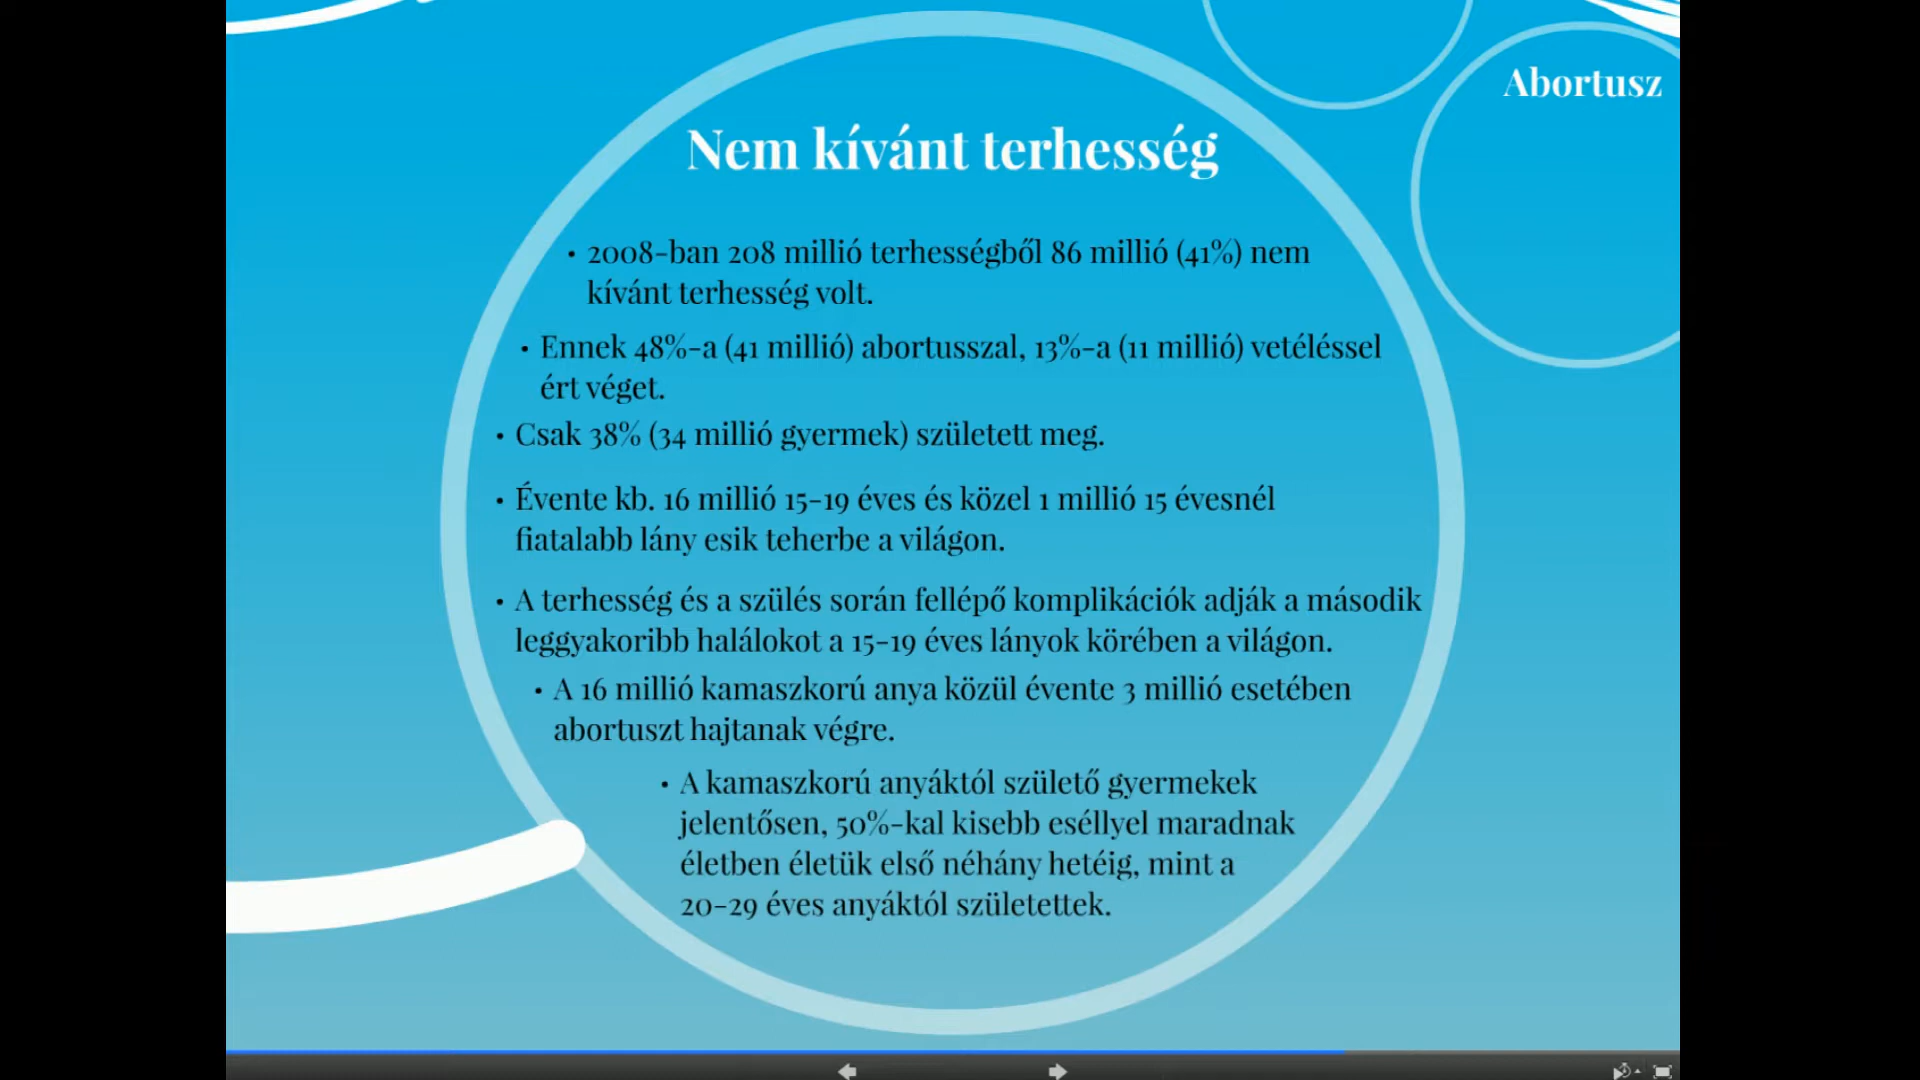 Abortusz
Nem kívánt terhesség
• 2008-ban 208 millió terhességből 86 millió (41%) nem
kívánt terhesség volt.
• Ennek 48%-a (41 millió) abortusszal, 13%-a (11 millió) vetéléssel
ért véget.
• Csak 38% (34 millió gyermek) született meg.
• Évente kb. 16 millió 15-19 éves és közel 1 millió 15 évesnél
fiatalabb lány esik teherbe a világon.
• A terhesség és a szülés során fellépő komplikációk adják a második
leggyakoribb halálokot a 15-19 éves lányok körében a világon.
• A 16 millió kamaszkorú anya közül évente 3 millió esetében
abortuszt hajtanak végre.
• A kamaszkorú anyáktól születő gyermekek
jelentősen, 50%-kal kisebb eséllyel maradnak
életben életük első néhány hetéig, mint a
20-29 éves anyáktól születettek.